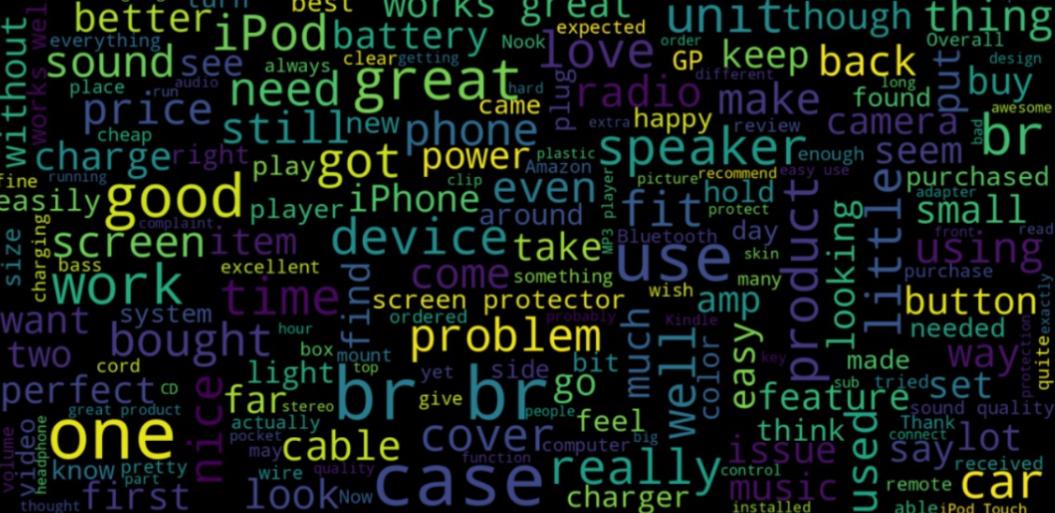 turn best works great unit though thing
better iPod battery Nook expected love order GP keep back Overall
everything sound see always clear getting different put design
place run audio need great hard plug radio make long found buy
without works well price came extra happy review camera awesome
cheap still new phone speaker enough seem bad br
charge right play got power plastic Amazon picture recommend easy use purchased
fine running clip hold adapter
easily good player iPhone even MP3 player fit protect small
complaint around Bluetooth day front read
size charging screen item device take skin product looking little using
bass excellent find come something use many purchase
work time screen protector wish amp button exactly
want system ordered probably Kindle needed
bought hour problem much well color easy
two box mount bit key made way protection quite
cord light top yet side go sub tried set
perfect CD far br br people feature
great product stereo give feel sound quality
nice actually cover think Thank
one pocket may cable computer big issue used connect say lot
volume video headphone know pretty wire quality function really control received
part case music remote car
thought first look Now charger installed able iPod Touch